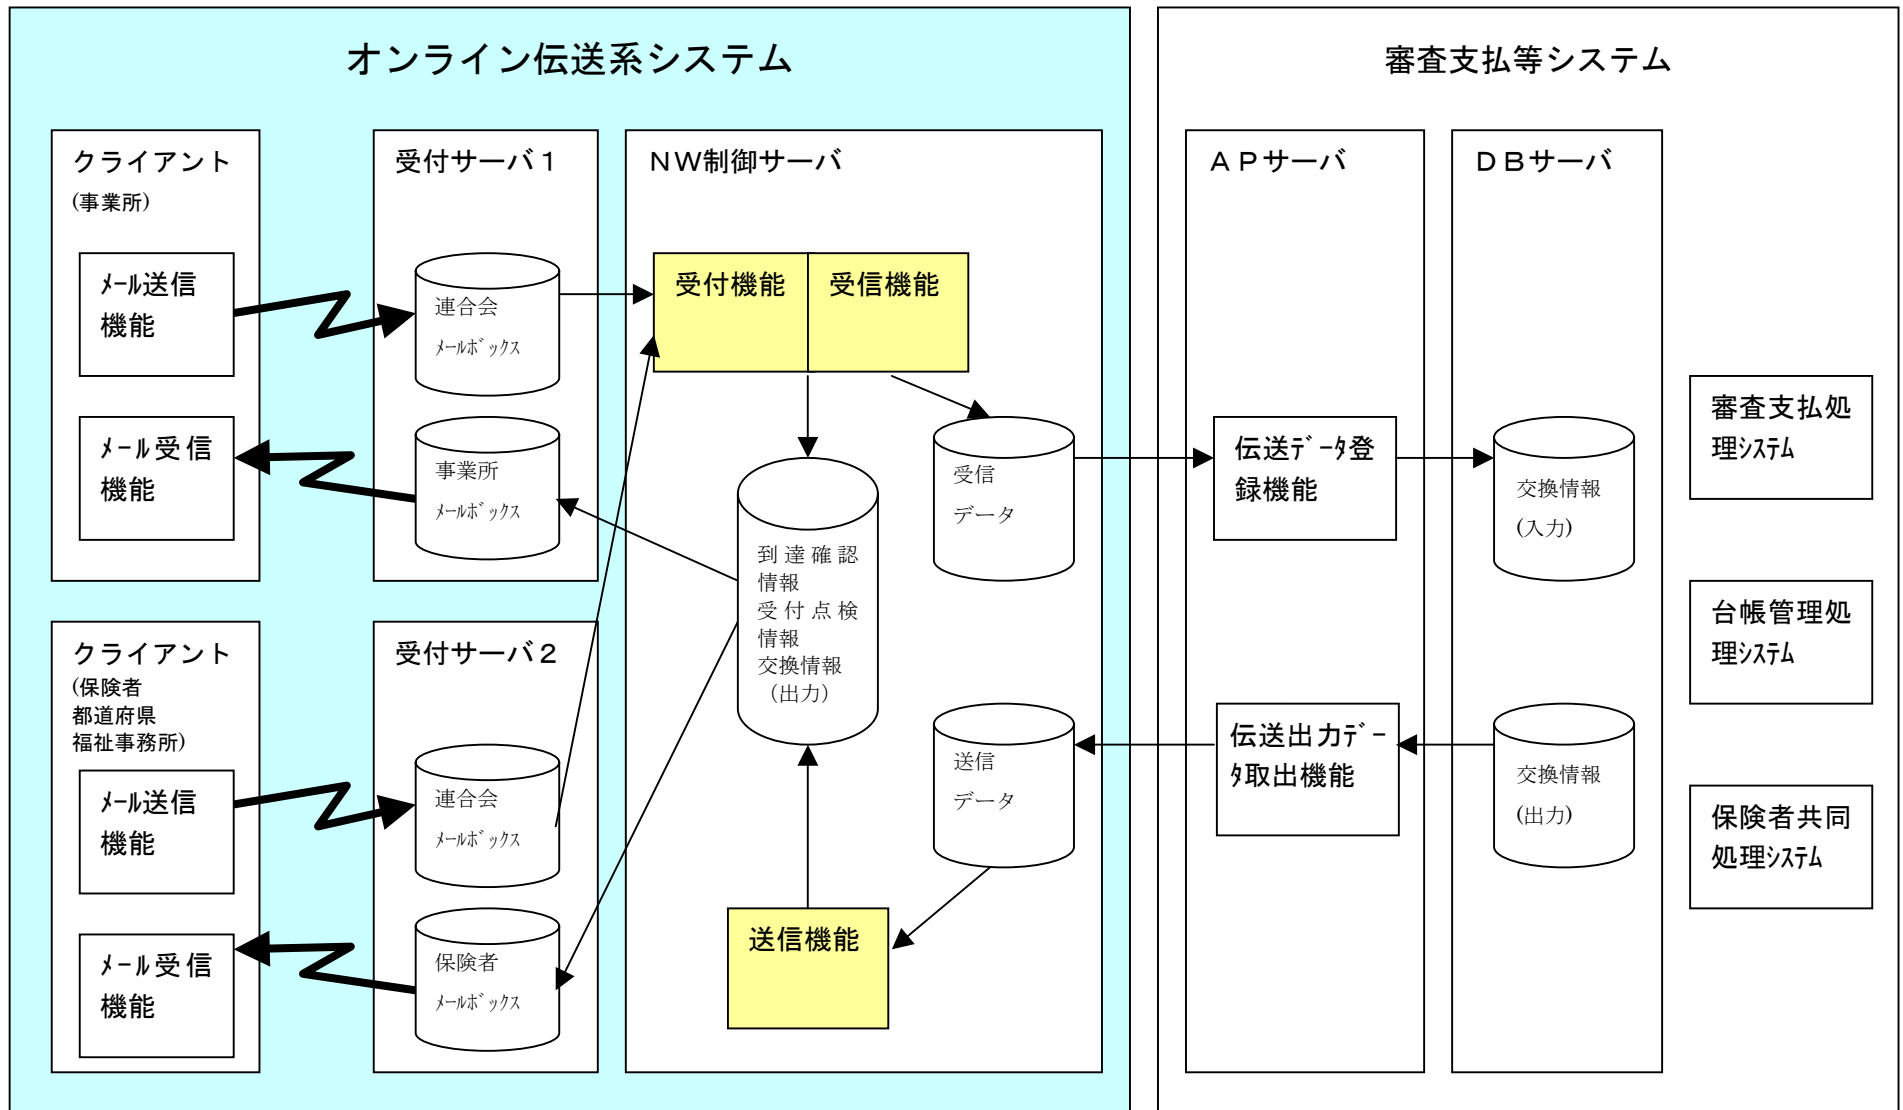 オンライン伝送系システム
審査支払等システム
クライアント
(事業所)
ﾒｰﾙ送信
機能
ﾒｰﾙ受信
機能
受付サーバ１
連合会
ﾒｰﾙﾎﾞｯｸｽ
事業所
ﾒｰﾙﾎﾞｯｸｽ
クライアント
(保険者
都道府県
福祉事務所)
ﾒｰﾙ送信
機能
ﾒｰﾙ受信
機能
受付サーバ２
連合会
ﾒｰﾙﾎﾞｯｸｽ
保険者
ﾒｰﾙﾎﾞｯｸｽ
ＮＷ制御サーバ
受付機能
受信機能
到達確認
情報
受付点検
情報
交換情報
（出力）
受信
データ
送信
データ
送信機能
ＡＰサーバ
伝送ﾃﾞｰﾀ登
録機能
伝送出力ﾃﾞｰ
ﾀ取出機能
ＤＢサーバ
交換情報
(入力)
交換情報
(出力)
審査支払処
理ｼｽﾃﾑ
台帳管理処
理ｼｽﾃﾑ
保険者共同
処理ｼｽﾃﾑ